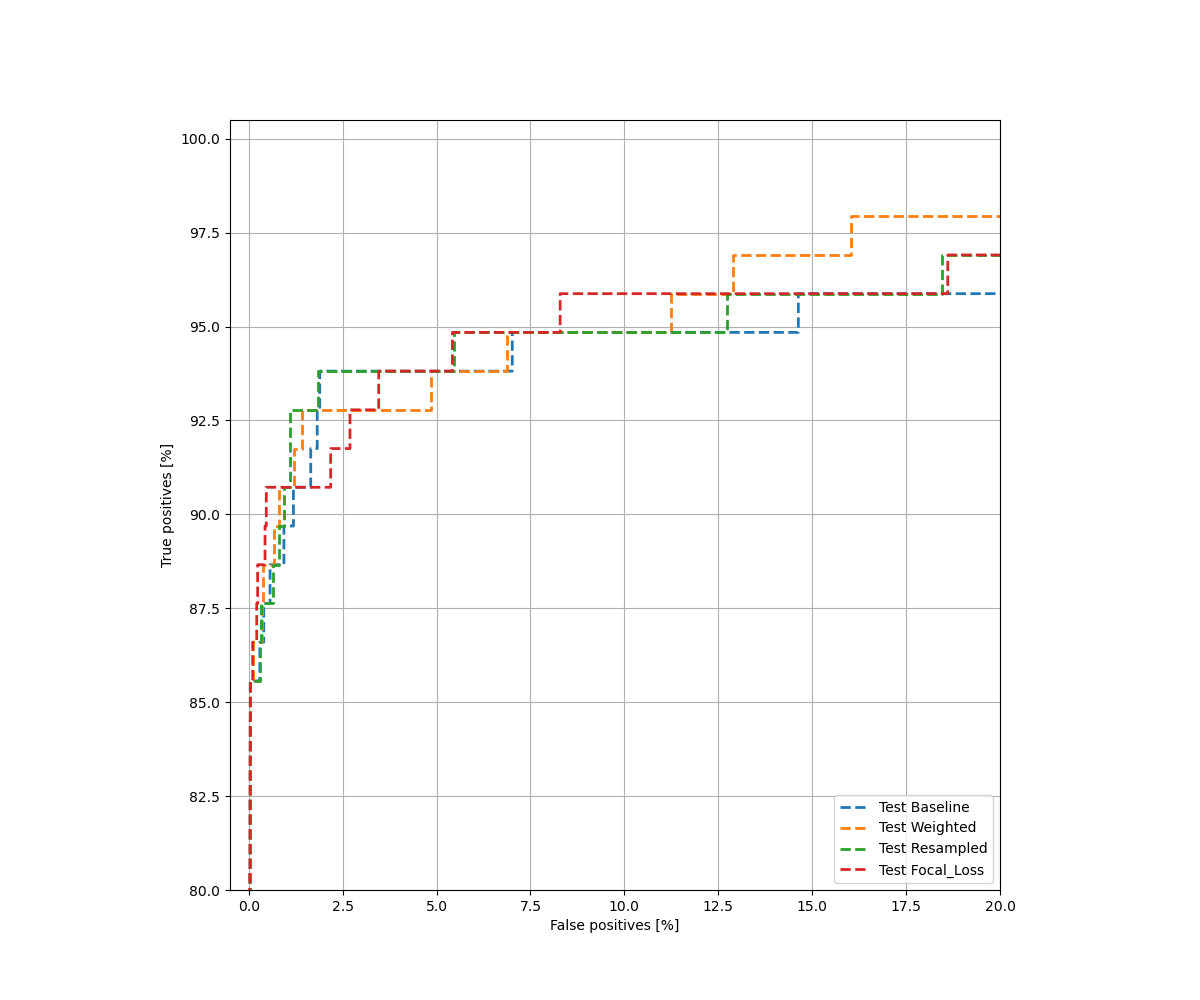 100.0
97.5
95.0
92.5
90.0
87.5
85.0
82.5
80.0
True positives [%]
0.0 2.5 5.0 7.5 10.0 12.5 15.0 17.5 20.0
False positives [%]
Test Baseline
Test Weighted
Test Resampled
Test Focal_Loss